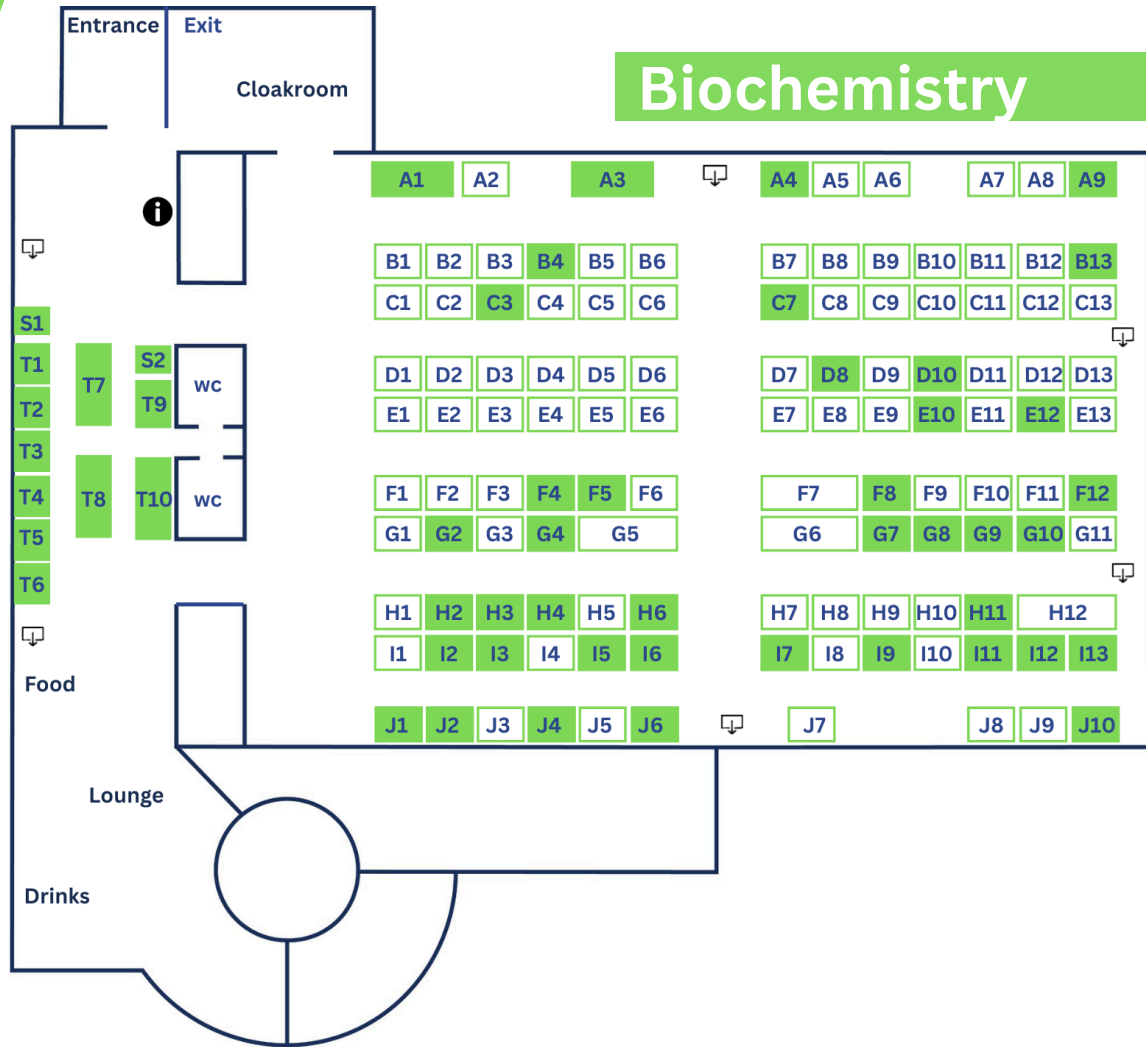 Entrance Exit
Cloakroom
Biochemistry
A1 A2 A3 A4 A5 A6 A7 A8 A9
i
B1 B2 B3 B4 B5 B6 B7 B8 B9 B10 B11 B12 B13
C1 C2 C3 C4 C5 C6 C7 C8 C9 C10 C11 C12 C13
S1
T1
T2
T3
T4
T5
T6
T7
T8
S2
T9
T10
wc
wc
D1 D2 D3 D4 D5 D6 D7 D8 D9 D10 D11 D12 D13
E1 E2 E3 E4 E5 E6 E7 E8 E9 E10 E11 E12 E13
F1 F2 F3 F4 F5 F6 F7 F8 F9 F10 F11 F12
G1 G2 G3 G4 G5 G6 G7 G8 G9 G10 G11
H1 H2 H3 H4 H5 H6 H7 H8 H9 H10 H11 H12
I1 I2 I3 I4 I5 I6 I7 I8 I9 I10 I11 I12 I13
J1 J2 J3 J4 J5 J6 J7 J8 J9 J10
Food
Lounge
Drinks